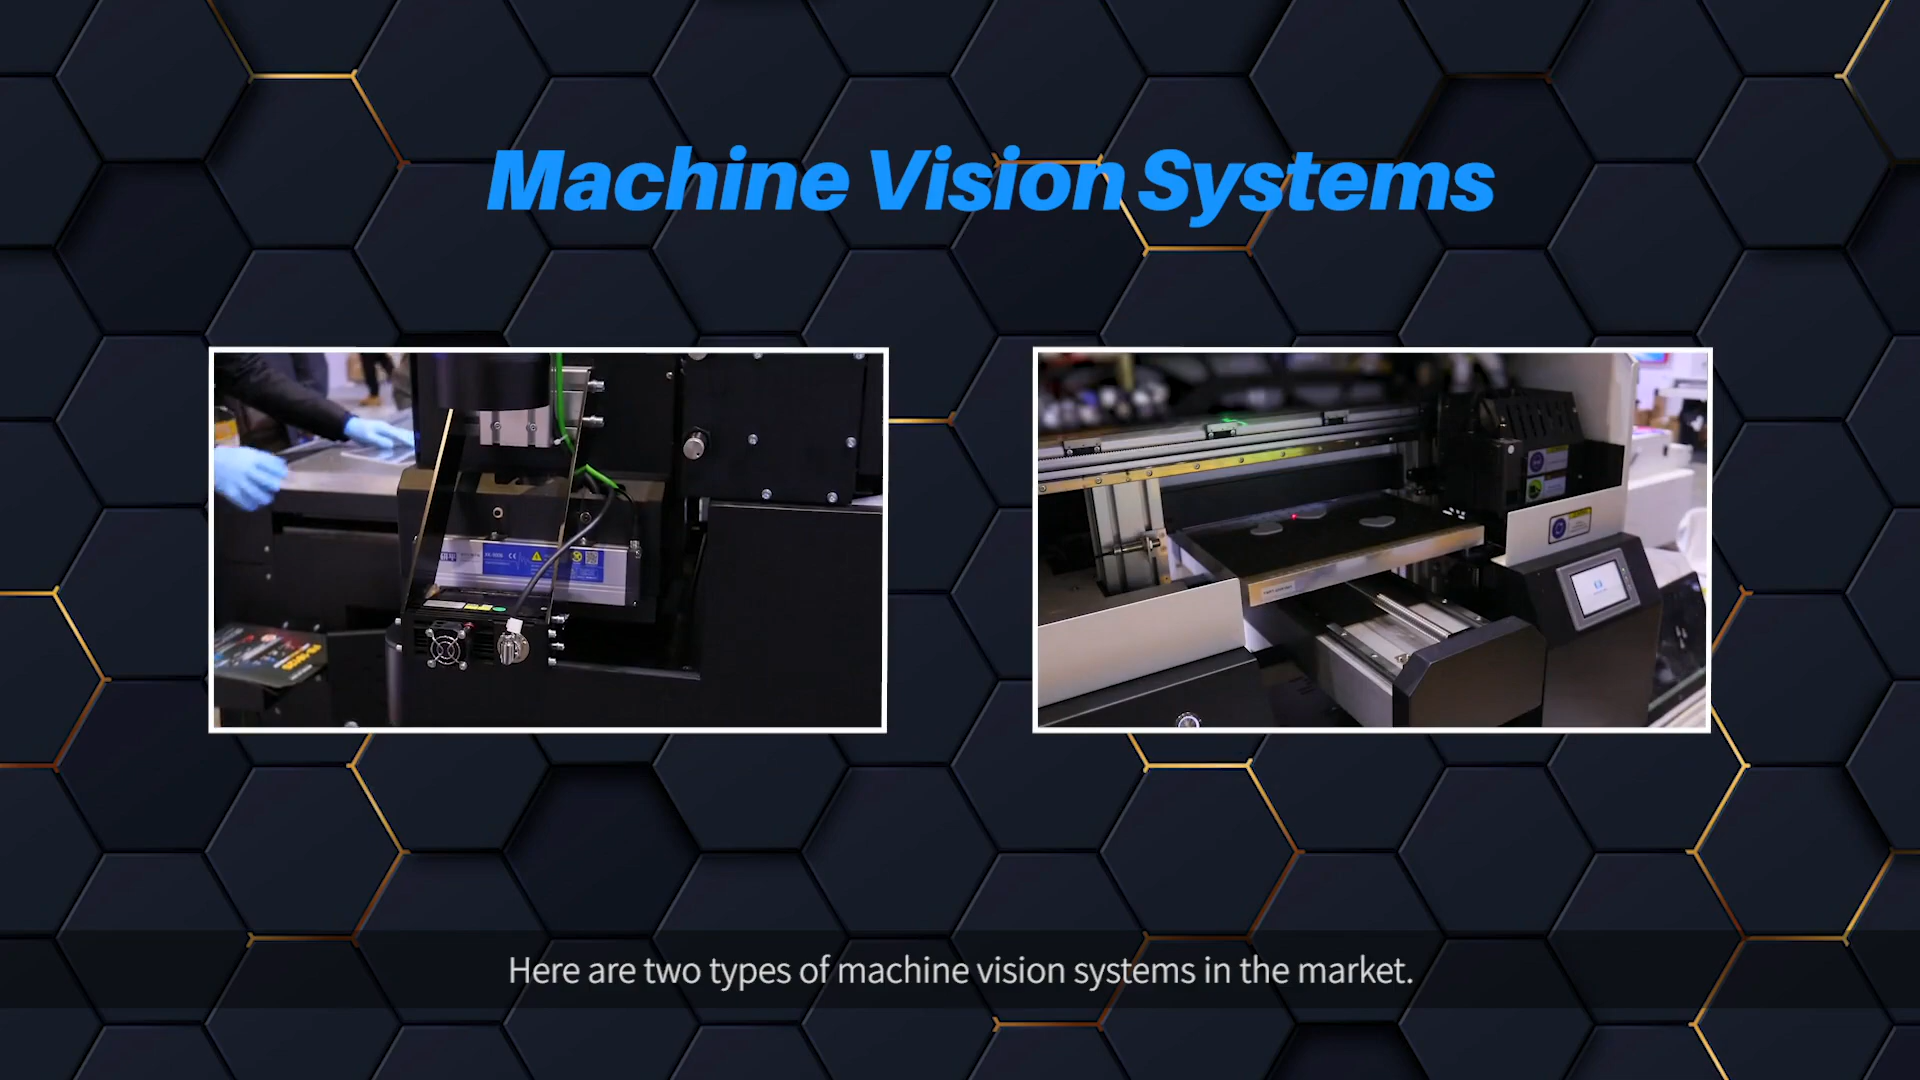 Machine Vision Systems
Here are two types of machine vision systems in the market.